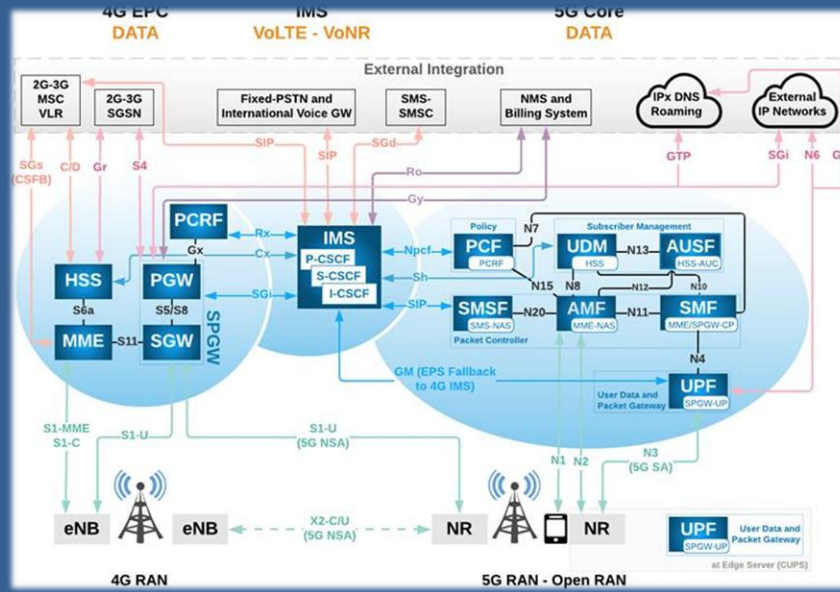 4G EPC
DATA
IMS
VoLTE - VoNR
5G Core
DATA
External Integration
2G-3G
MSC
VLR
2G-3G
SGSN
Fixed-PSTN and
International Voice GW
SMS-
SMSC
NMS and
Billing System
IPx DNS
Roaming
External
IP Networks
SGs
(CSFB)
C/D
Gr
S4
SIP
SIP
SGd
Ro
Gy
GTP
SGi
N6
G
PCRF
Rx
Gx
Cx
HSS
PGW
SGi
S6a
S5/S8
MME
S11
SGW
SPGW
IMS
P-CSCF
S-CSCF
I-CSCF
Npcf
Sh
SIP
Policy
PCF
PCRF
N7
Subscriber Management
UDM
HSS
N13
AUSF
HSS-AUC
N15
N8
N12
N10
SMSF
SMS-NAS
N20
AMF
MME-NAS
N11
SMF
MME/SPGW-CP
Packet Controller
N4
GM (EPS Fallback
to 4G IMS)
User Data and
Packet Gateway
UPF
SPGW-UP
S1-MME
S1-C
S1-U
S1-U
(5G NSA)
N1
N2
N3
(5G SA)
eNB
eNB
X2-C/U
(5G NSA)
NR
NR
UPF
SPGW-UP
User Data and
Packet Gateway
at Edge Server (CUPS)
4G RAN
5G RAN - Open RAN